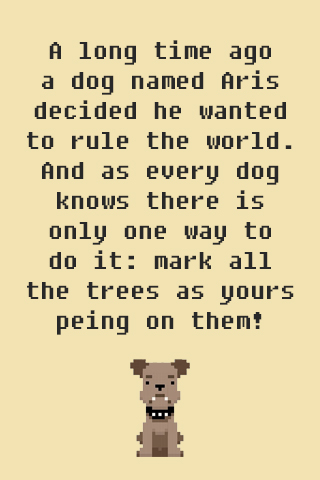 A long time ago
a dog named Aris
decided he wanted
to rule the world.
And as every dog
knows there is
only one way to
do it: mark all
the trees as yours
peing on them!